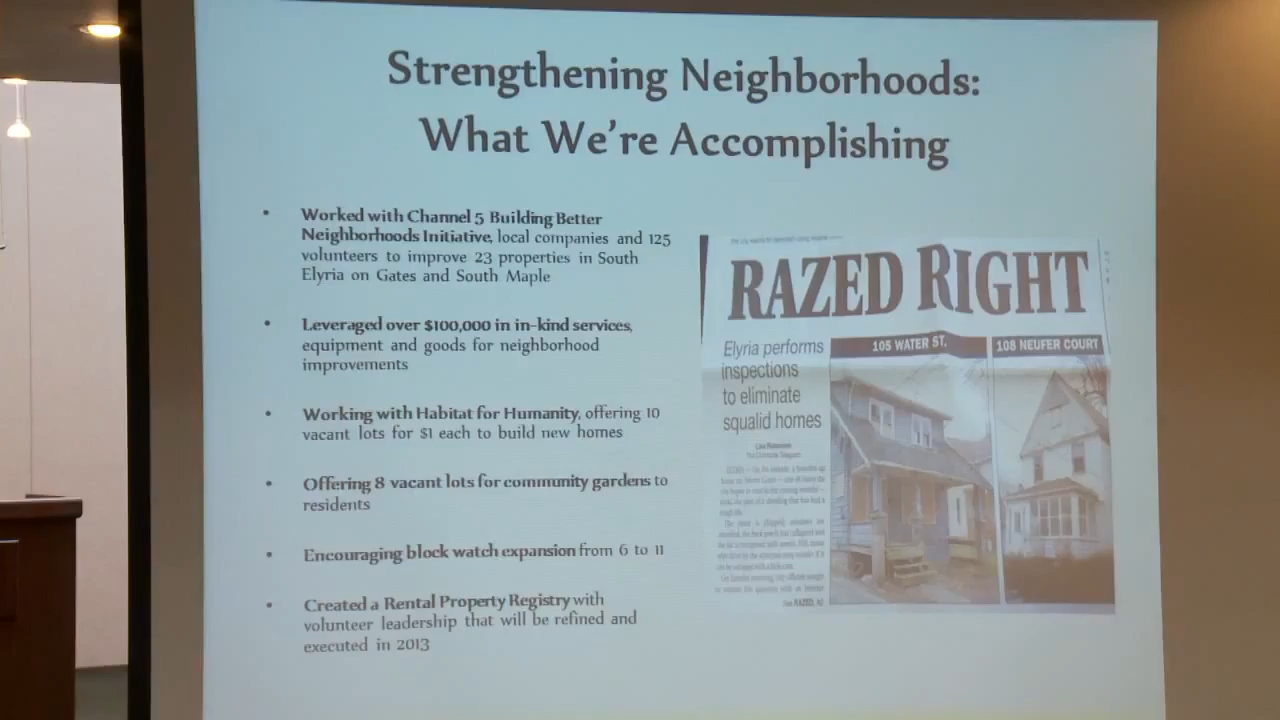 Strengthening Neighborhoods:
What We're Accomplishing
• Worked with Channel 5 Building Better
Neighborhoods Initiative, local companies and 125
volunteers to improve 23 properties in South
Elyria on Gates and South Maple
• Leveraged over $100,000 in in-kind services,
equipment and goods for neighborhood
improvements
• Working with Habitat for Humanity, offering 10
vacant lots for $1 each to build new homes
• Offering 8 vacant lots for community gardens to
residents
• Encouraging block watch expansion from 6 to 11
• Created a Rental Property Registry with
volunteer leadership that will be refined and
executed in 2013
RAZED RIGHT
Elyria performs
inspections
to eliminate
squalid homes
105 WATER ST.
108 NEUFER COURT